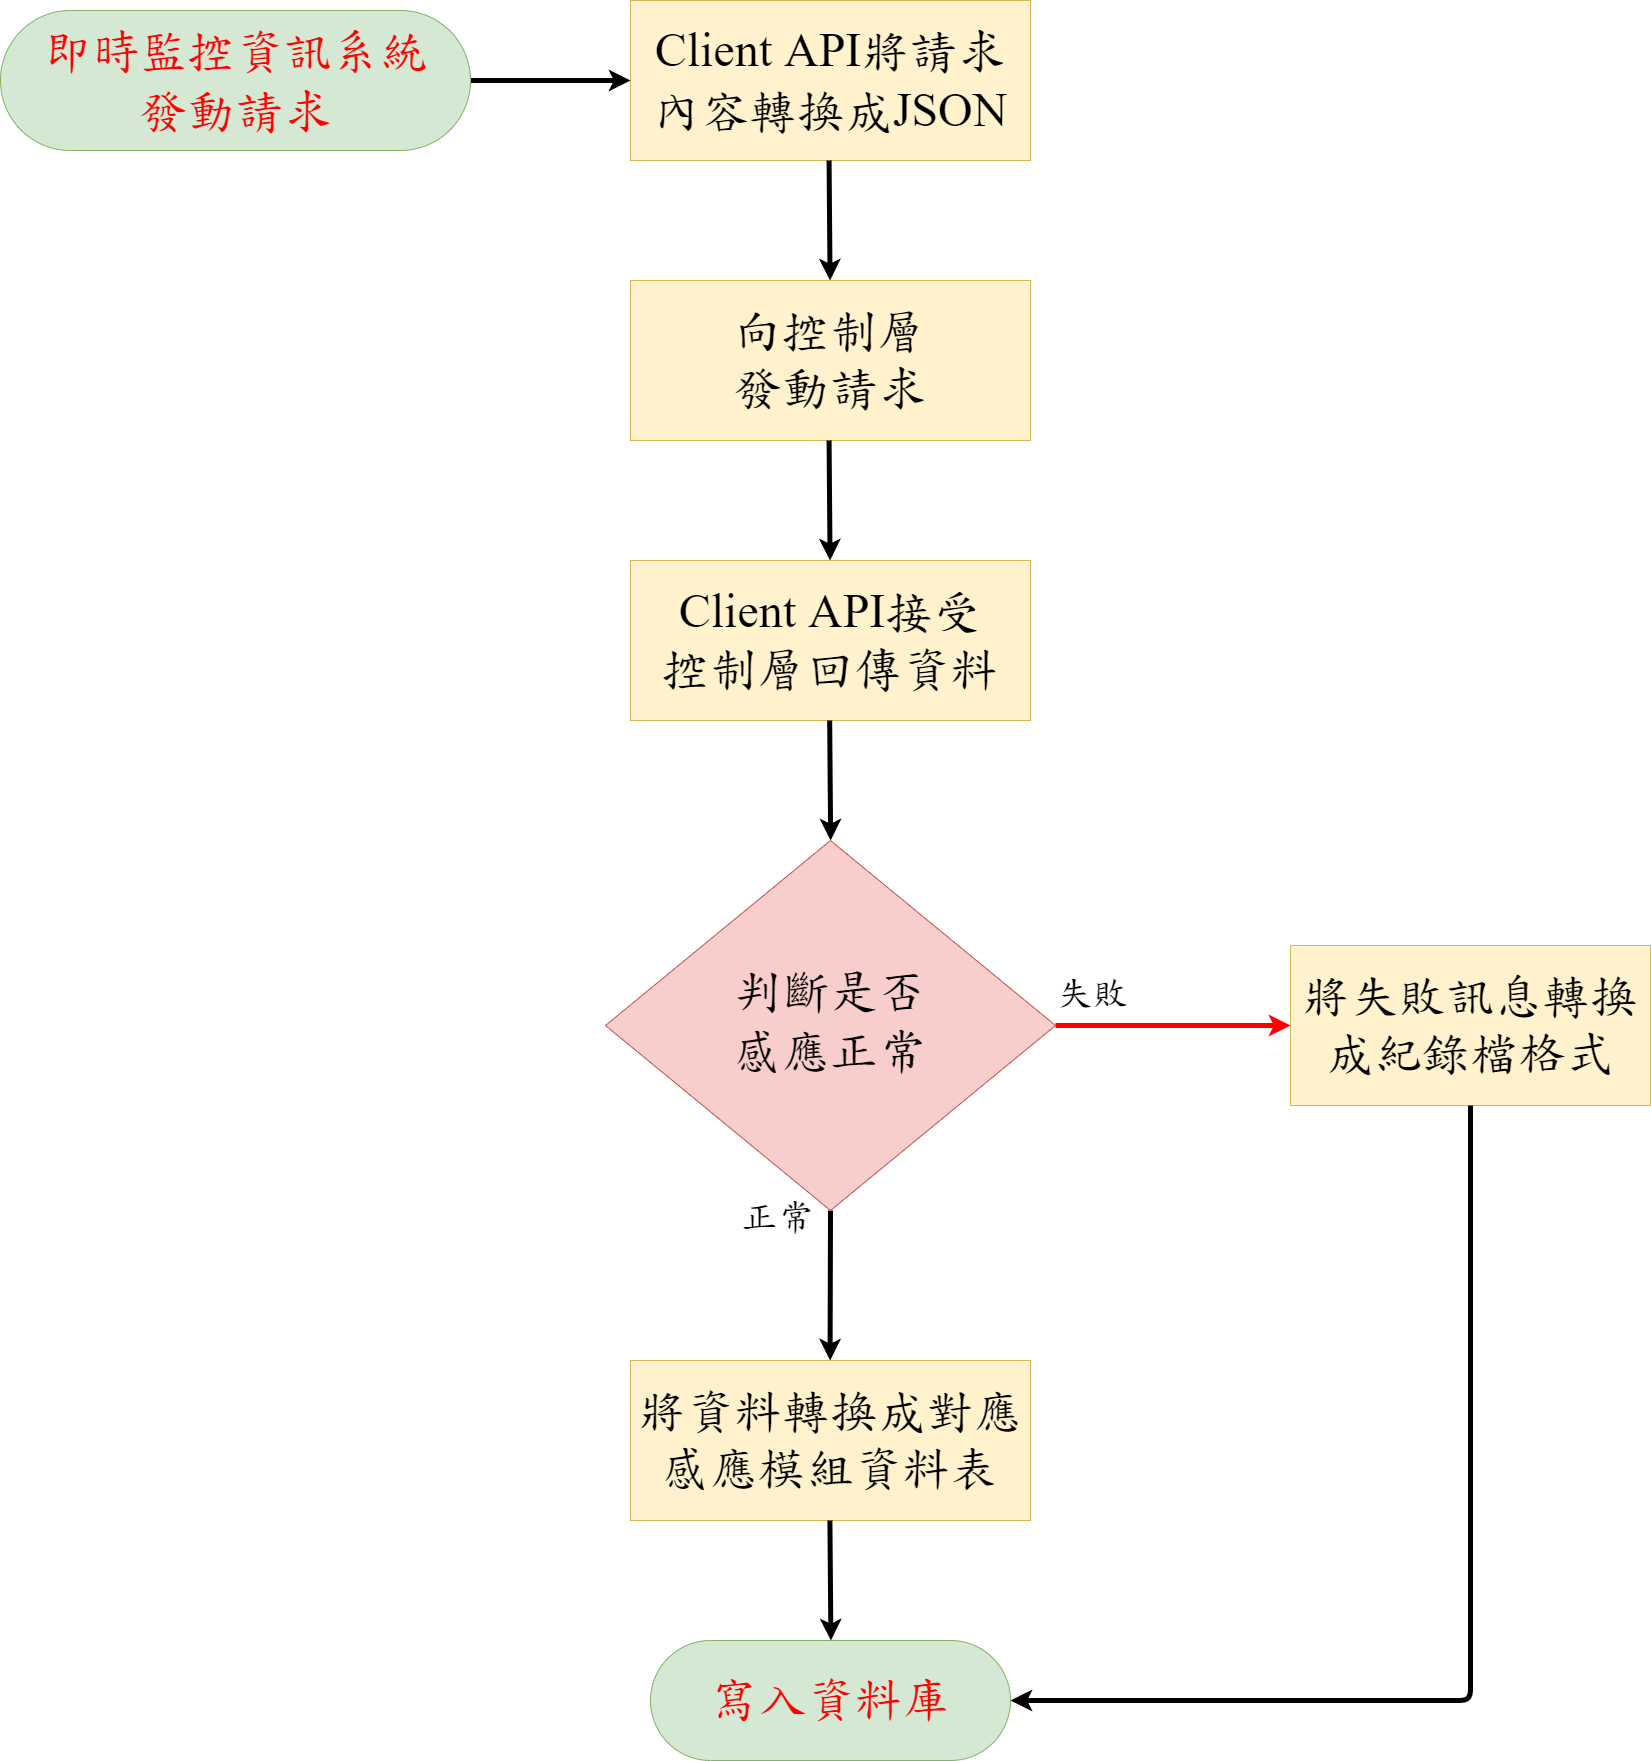 即時監控資訊系統
發動請求
Client API將請求
內容轉換成JSON
向控制層
發動請求
Client API接受
控制層回傳資料
判斷是否
感應正常
失敗
將失敗訊息轉換
成紀錄檔格式
正常
將資料轉換成對應
感應模組資料表
寫入資料庫